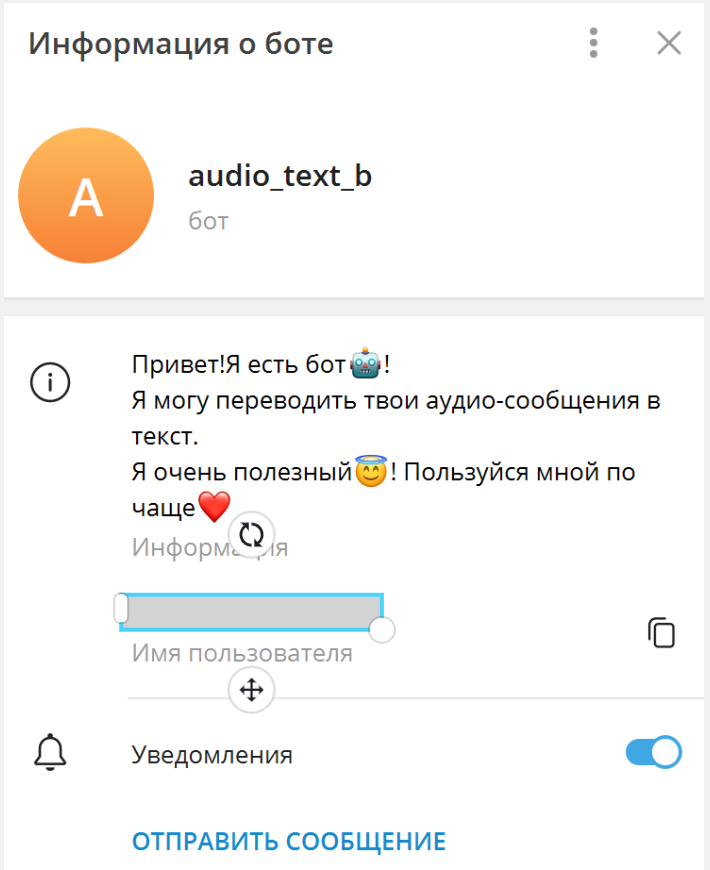 Информация о боте
A
audio_text_b
бот
Привет!Я есть бот🤖!
Я могу переводить твои аудио-сообщения в
текст.
Я очень полезный😇! Пользуйся мной по
чаще❤️
Информация
Имя пользователя
Уведомления
ОТПРАВИТЬ СООБЩЕНИЕ